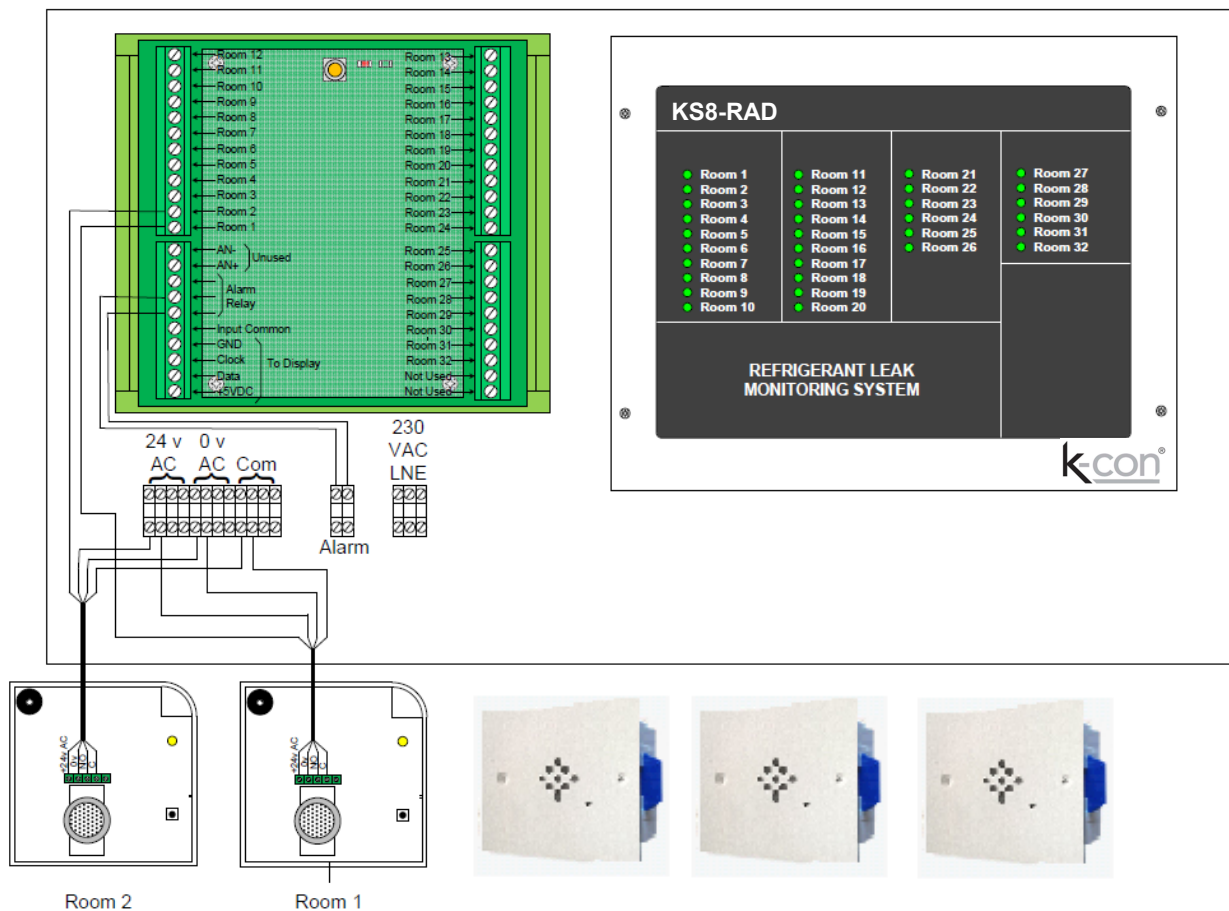 Room 12
Room 11
Room 10
Room 9
Room 8
Room 7
Room 6
Room 5
Room 4
Room 3
Room 2
Room 1
AN-
AN+
Unused
Alarm
Relay
Input Common
GND
Clock
Data
+5VDC
To Display
Room 13
Room 14
Room 15
Room 16
Room 17
Room 18
Room 19
Room 20
Room 21
Room 22
Room 23
Room 24
Room 25
Room 26
Room 27
Room 28
Room 29
Room 30
Room 31
Room 32
Not Used
Not Used
KS8-RAD
Room 1
Room 2
Room 3
Room 4
Room 5
Room 6
Room 7
Room 8
Room 9
Room 10
Room 11
Room 12
Room 13
Room 14
Room 15
Room 16
Room 17
Room 18
Room 19
Room 20
Room 21
Room 22
Room 23
Room 24
Room 25
Room 26
Room 27
Room 28
Room 29
Room 30
Room 31
Room 32
REFRIGERANT LEAK
MONITORING SYSTEM
k-con®
24 v
AC
0 v
AC
Com
230
VAC
LNE
Alarm
+24v AC
0v
NO
C
+24v AC
0v
NO
C
Room 2
Room 1